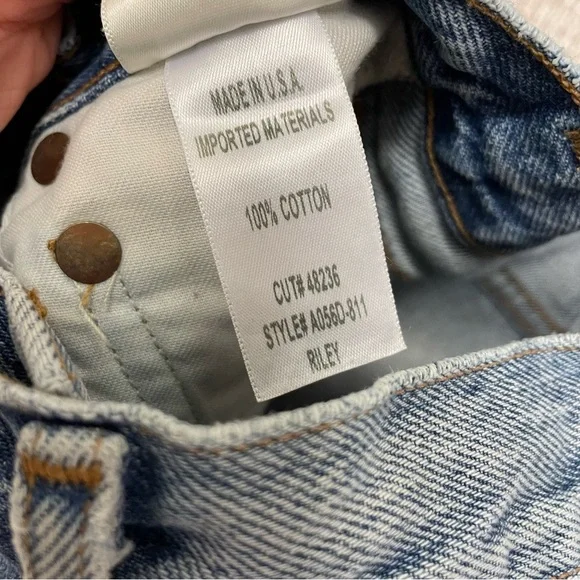 MADE IN U.S.A.
IMPORTED MATERIALS
100% COTTON
CUT# 48236
STYLE# A056D-811
RILEY